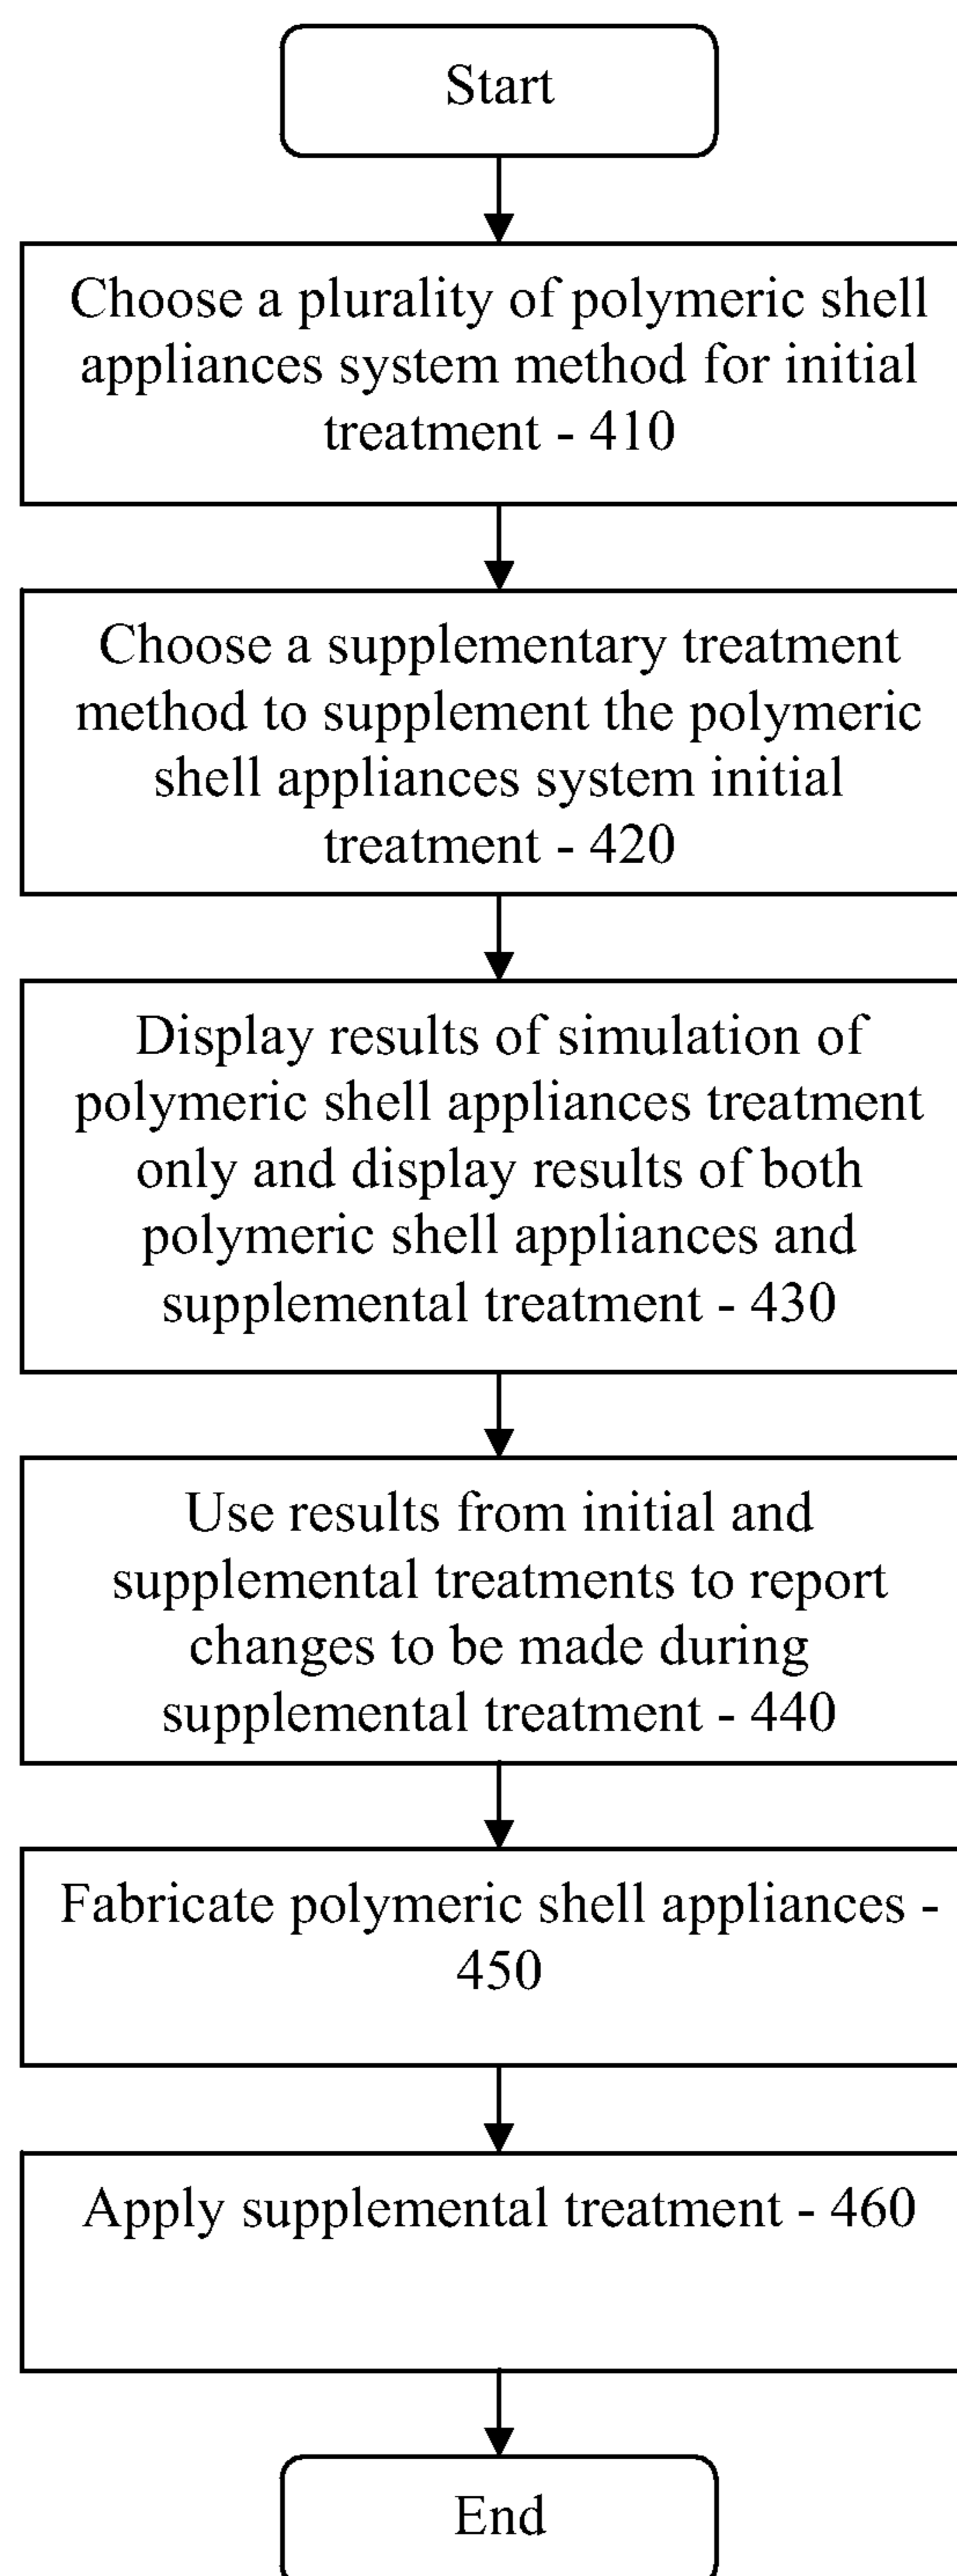 Start
Choose a plurality of polymeric shell
appliances system method for initial
treatment - 410
Choose a supplementary treatment
method to supplement the polymeric
shell appliances system initial
treatment - 420
Display results of simulation of
polymeric shell appliances treatment
only and display results of both
polymeric shell appliances and
supplemental treatment - 430
Use results from initial and
supplemental treatments to report
changes to be made during
supplemental treatment - 440
Fabricate polymeric shell appliances -
450
Apply supplemental treatment - 460
End